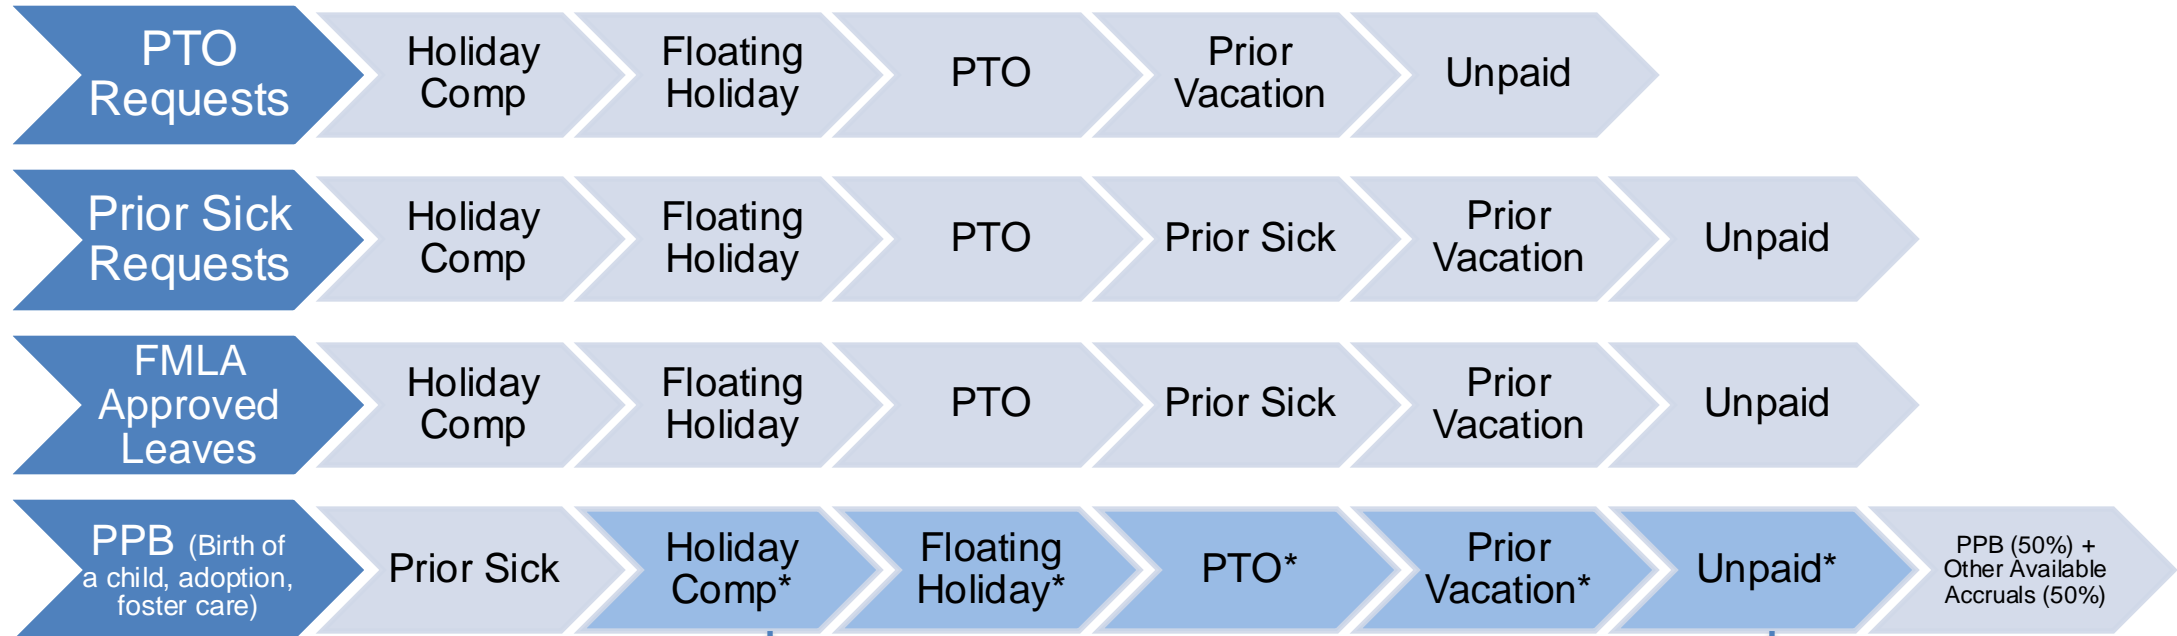 PTO
Requests
Holiday
Comp
Floating
Holiday
PTO
Prior
Vacation
Unpaid
Prior Sick
Requests
Holiday
Comp
Floating
Holiday
PTO
Prior Sick
Prior
Vacation
Unpaid
FMLA
Approved
Leaves
Holiday
Comp
Floating
Holiday
PTO
Prior Sick
Prior
Vacation
Unpaid
PPB (Birth of
a child, adoption,
foster care)
Prior Sick
Holiday
Comp*
Floating
Holiday*
PTO*
Prior
Vacation*
Unpaid*
PPB (50%) +
Other Available
Accruals (50%)